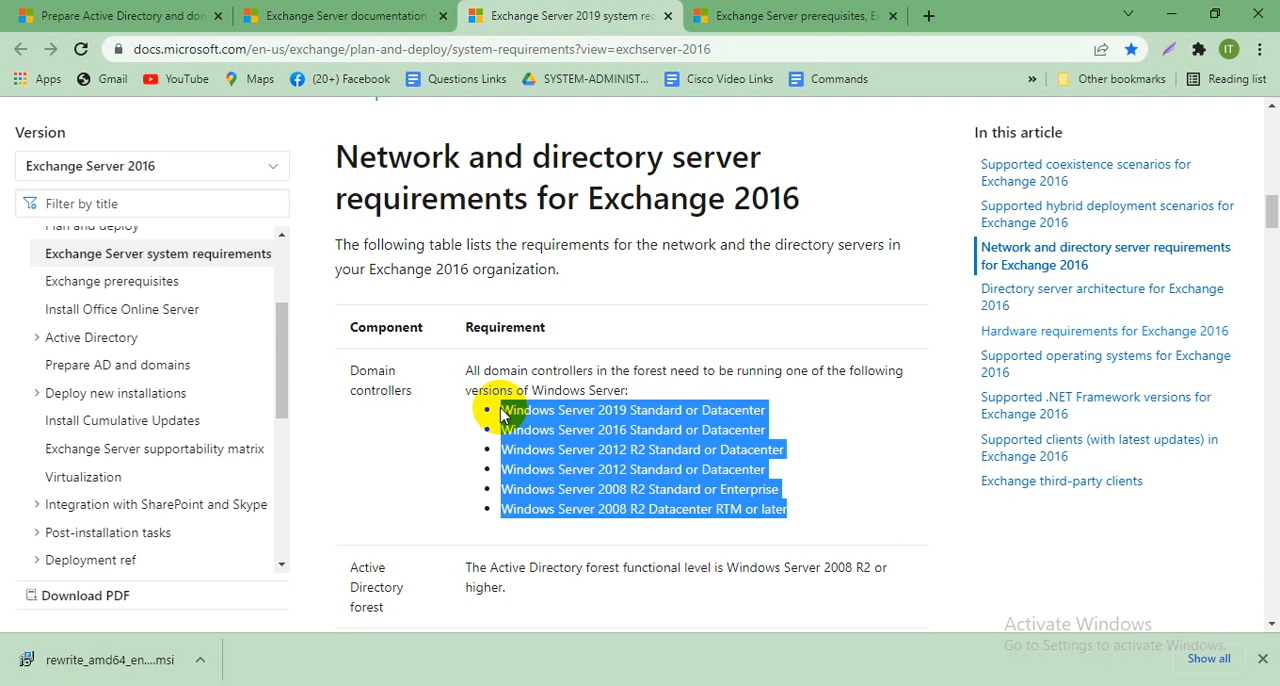 Prepare Active Directory and dor
Exchange Server documentation
Exchange Server 2019 system rec
Exchange Server prerequisites, E
docs.microsoft.com/en-us/exchange/plan-and-deploy/system-requirements?view=exchserver-2016
IT
Apps
Gmail
YouTube
Maps
(20+) Facebook
Questions Links
SYSTEM-ADMINIST...
Cisco Video Links
Commands
»
Other bookmarks
Reading list
Version
Exchange Server 2016
Filter by title
Plan and deploy
Exchange Server system requirements
Exchange prerequisites
Install Office Online Server
Active Directory
Prepare AD and domains
Deploy new installations
Install Cumulative Updates
Exchange Server supportability matrix
Virtualization
Integration with SharePoint and Skype
Post-installation tasks
Deployment ref
Download PDF
Network and directory server
requirements for Exchange 2016
The following table lists the requirements for the network and the directory servers in
your Exchange 2016 organization.
Component
Requirement
Domain
controllers
All domain controllers in the forest need to be running one of the following
versions of Windows Server:
• Windows Server 2019 Standard or Datacenter
• Windows Server 2016 Standard or Datacenter
• Windows Server 2012 R2 Standard or Datacenter
• Windows Server 2012 Standard or Datacenter
• Windows Server 2008 R2 Standard or Enterprise
• Windows Server 2008 R2 Datacenter RTM or later
Active
Directory
forest
The Active Directory forest functional level is Windows Server 2008 R2 or
higher.
In this article
Supported coexistence scenarios for
Exchange 2016
Supported hybrid deployment scenarios for
Exchange 2016
Network and directory server requirements
for Exchange 2016
Directory server architecture for Exchange
2016
Hardware requirements for Exchange 2016
Supported operating systems for Exchange
2016
Supported .NET Framework versions for
Exchange 2016
Supported clients (with latest updates) in
Exchange 2016
Exchange third-party clients
Activate Windows
Go to Settings to activate Windows.
rewrite_amd64_en....msi
Show all